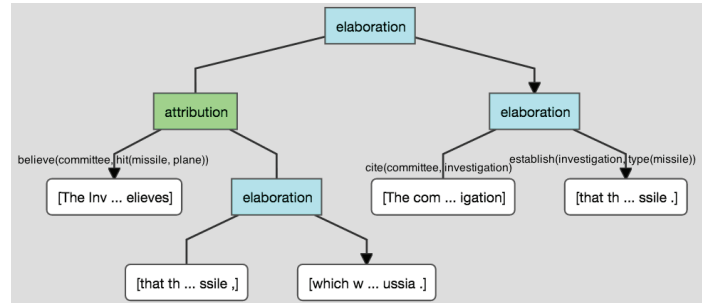 elaboration
attribution
elaboration
believe(committee, hit(missile, plane))
cite(committee, investigation)
establish(investigation, type(missile))
[The Inv ... elieves]
elaboration
[The com ... igation]
[that th ... ssile .]
[that th ... ssile ,]
[which w ... ussia .]